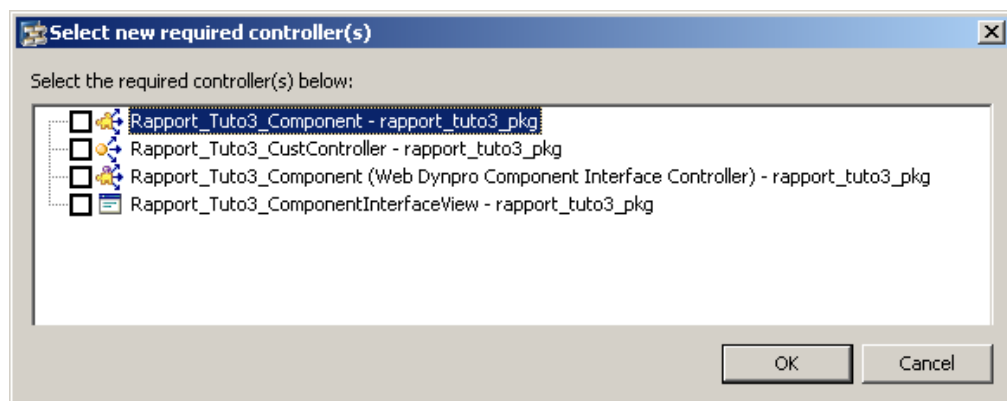 Select new required controller(s)
Select the required controller(s) below:
Rapport_Tuto3_Component - rapport_tuto3_pkg
Rapport_Tuto3_CustController - rapport_tuto3_pkg
Rapport_Tuto3_Component (Web Dynpro Component Interface Controller) - rapport_tuto3_pkg
Rapport_Tuto3_ComponentInterfaceView - rapport_tuto3_pkg
OK Cancel